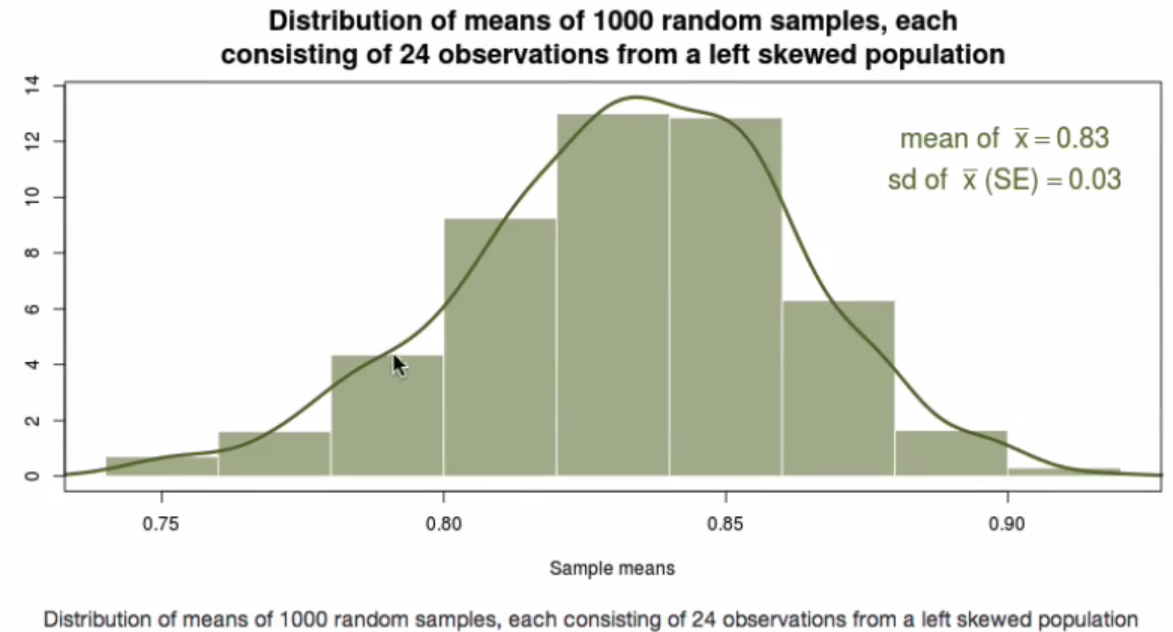 Distribution of means of 1000 random samples, each
consisting of 24 observations from a left skewed population
14
12
10
8
6
4
2
0
mean of x̄ = 0.83
sd of x̄ (SE) = 0.03
0.75 0.80 0.85 0.90
Sample means
Distribution of means of 1000 random samples, each consisting of 24 observations from a left skewed population